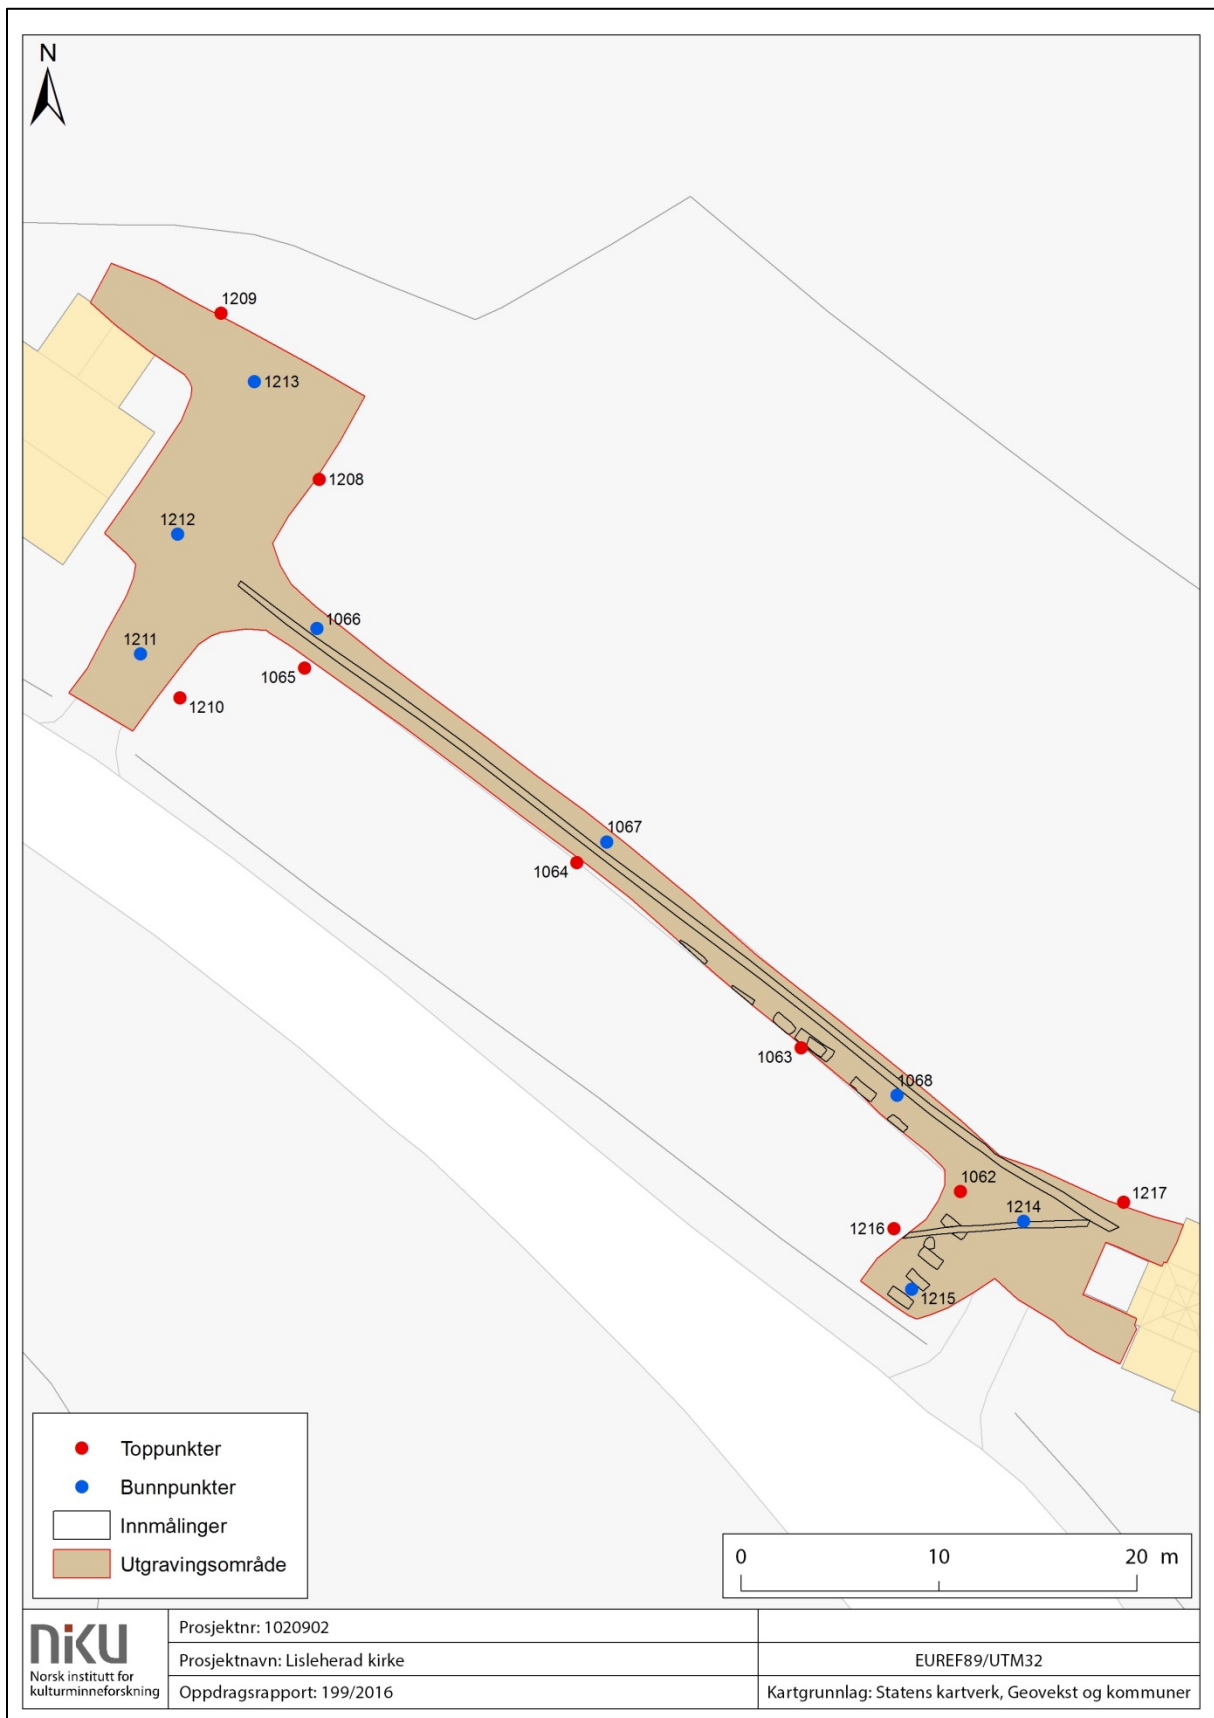 N
1209
1213
1208
1212
1066
1211
1065
1210
1067
1064
1063
1068
1062
1217
1214
1216
1215
Toppunkter
Bunnpunkter
Innmålinger
Utgravingsområde
0 10 20 m
niku
Norsk institutt for
kulturminneforskning
Prosjektnr: 1020902
Prosjektnavn: Lisleherad kirke
EUREF89/UTM32
Oppdragsrapport: 199/2016
Kartgrunnlag: Statens kartverk, Geovekst og kommuner